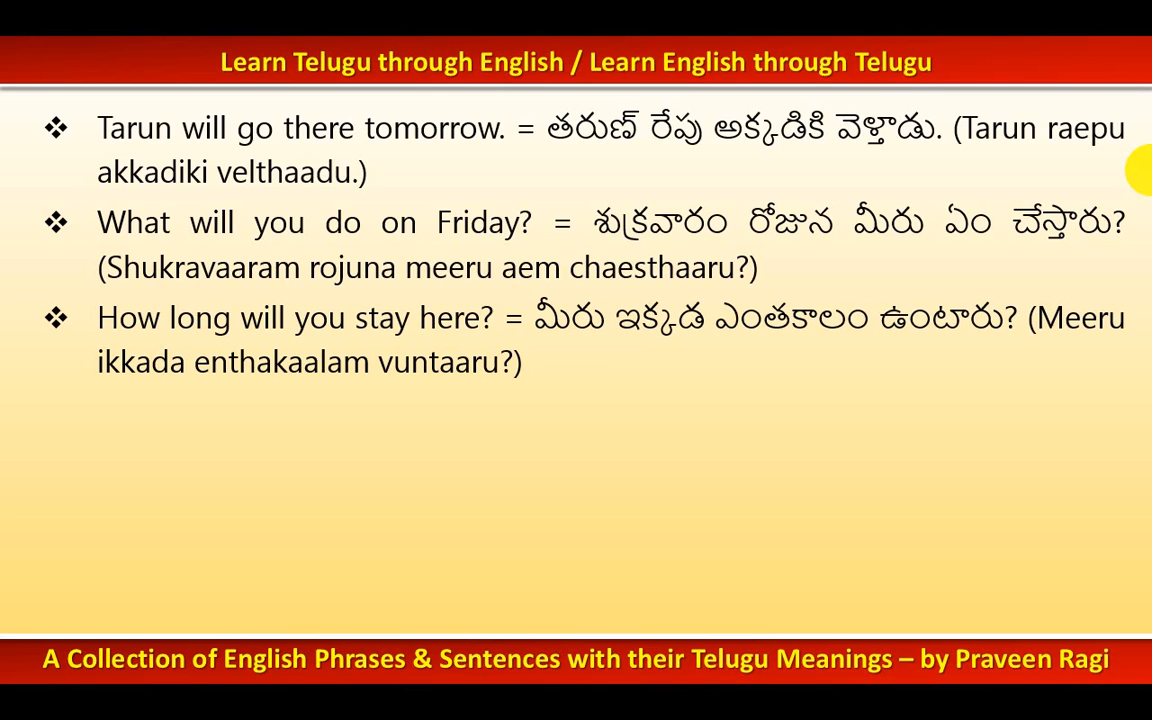 Learn Telugu through English / Learn English through Telugu
❖ Tarun will go there tomorrow. = తరుణ్ రేపు అక్కడికి వెళ్తాడు. (Tarun raepu
akkadiki velthaadu.)
❖ What will you do on Friday? = శుక్రవారం రోజున మీరు ఏం చేస్తారు?
(Shukravaaram rojuna meeru aem chaesthaaru?)
❖ How long will you stay here? = మీరు ఇక్కడ ఎంతకాలం ఉంటారు? (Meeru
ikkada enthakaalam vuntaaru?)
A Collection of English Phrases & Sentences with their Telugu Meanings – by Praveen Ragi